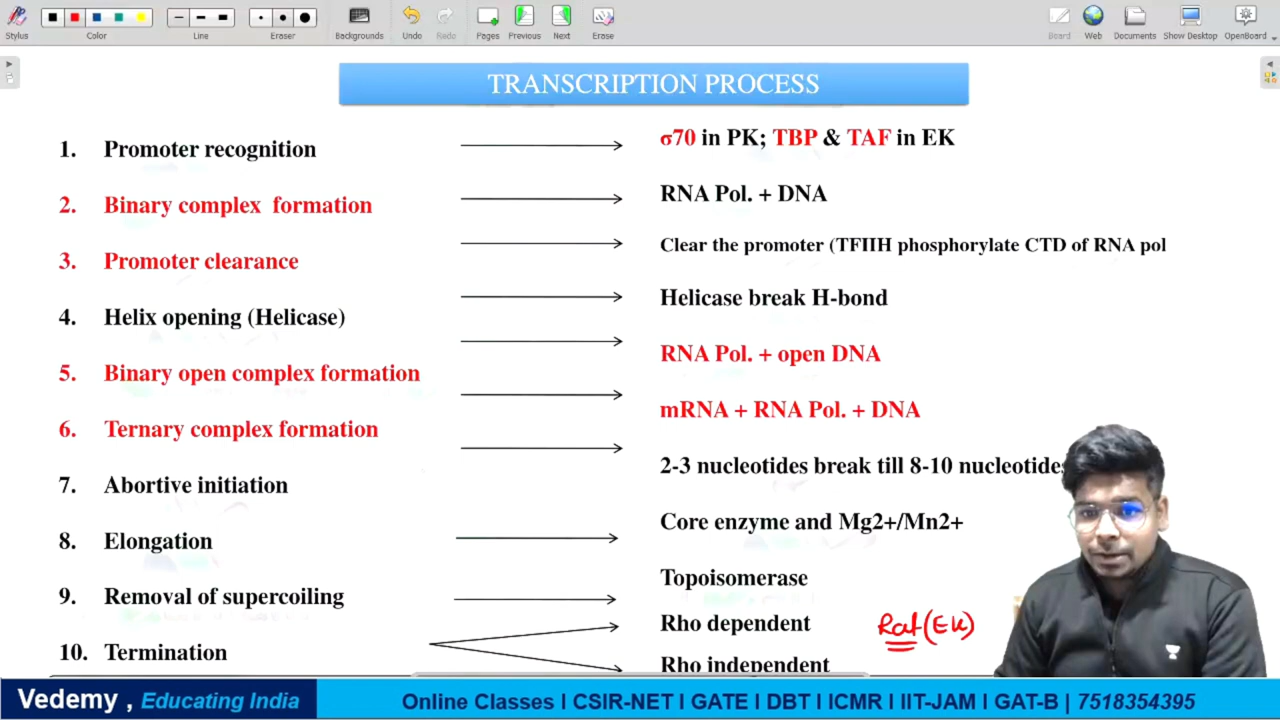 Stylus
Color
Line
Eraser
Backgrounds
Undo
Redo
Pages
Previous
Next
Erase
Board
Web
Documents
Show Desktop
OpenBoard
TRANSCRIPTION PROCESS
1. Promoter recognition
σ70 in PK; TBP & TAF in EK
2. Binary complex formation
RNA Pol. + DNA
3. Promoter clearance
Clear the promoter (TFIIH phosphorylate CTD of RNA pol
4. Helix opening (Helicase)
Helicase break H-bond
5. Binary open complex formation
RNA Pol. + open DNA
6. Ternary complex formation
mRNA + RNA Pol. + DNA
7. Abortive initiation
2-3 nucleotides break till 8-10 nucleotides
8. Elongation
Core enzyme and Mg2+/Mn2+
9. Removal of supercoiling
Topoisomerase
10. Termination
Rho dependent
Rat (EK)
Rho independent
Vedemy , Educating India
Online Classes I CSIR-NET I GATE I DBT I ICMR I IIT-JAM I GAT-B | 7518354395